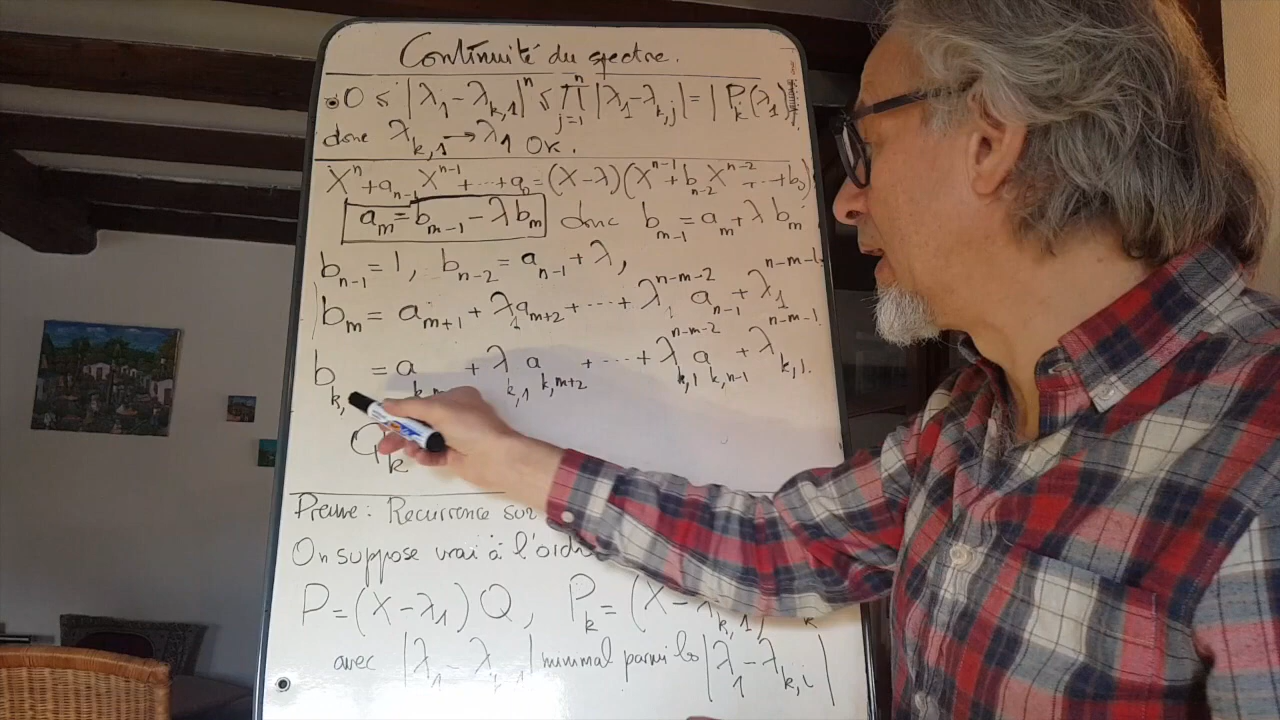 Continuité du spectre.
0 ≤ |λ₁-λ_{k,1}|ⁿ ≤ ∏_{j=1}^{n} |λ₁-λ_{k,j}| = |P_k(λ₁)|
donc λ_{k,1} → λ₁ OK.
Xⁿ+a_{n-1}X^{n-1}+...+a₀=(X-λ)(X^{n-1}+b_{n-2}X^{n-2}+...+b₀)
a_m=b_{m-1}-λb_m donc b_{m-1}=a_m+λb_m
b_{n-1}=1, b_{n-2}=a_{n-1}+λ,
b_m = a_{m+1}+λ₁a_{m+2}+...+λ₁^{n-m-2}a_{n-1}+λ₁^{n-m-1}
b_{k, = a_{k,m +λ_{k,1}a_{k,m+2}+...+λ_{k,1}^{n-m-2}a_{k,n-1}+λ_{k,1}^{n-m-1}.
Q_k
Preuve : Recurrence sur
On suppose vrai à l'ord
P=(X-λ₁)Q, P_k=(X-λ_{k,1}) k
avec |λ₁-λ_{k,1}| minimal parmi les |λ₁-λ_{k,i}|